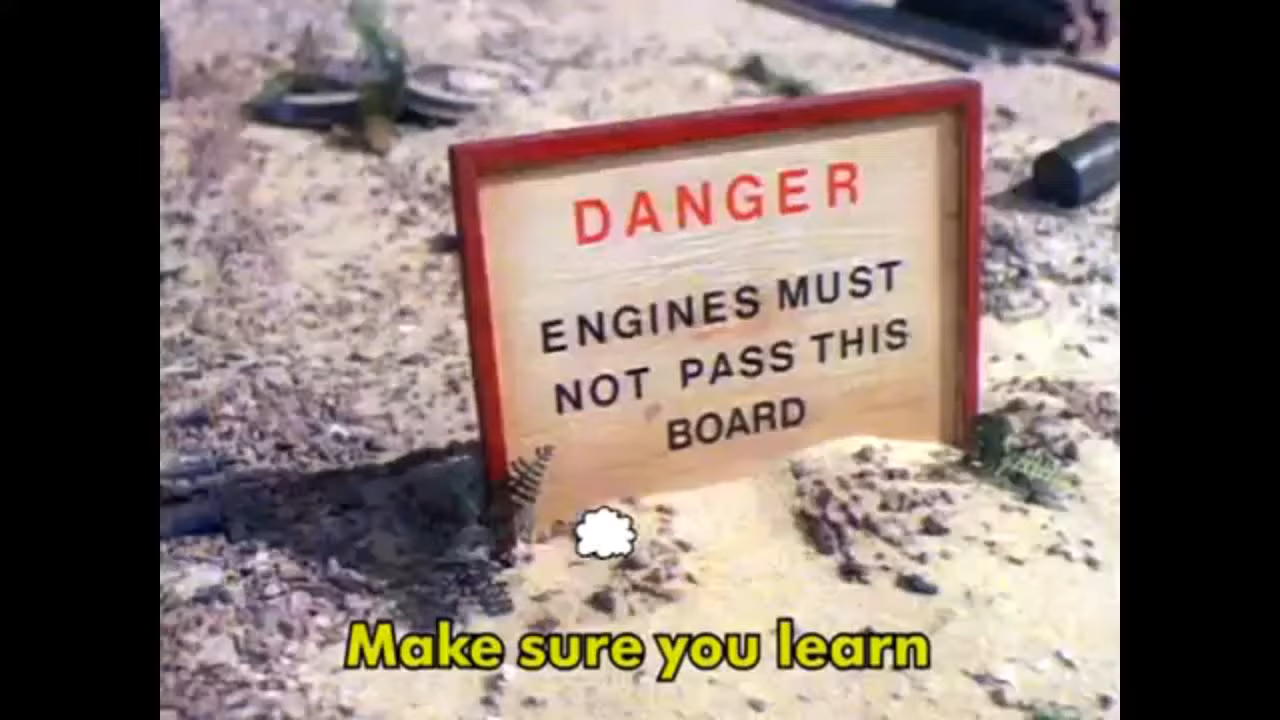 DANGER
ENGINES MUST
NOT PASS THIS
BOARD
Make sure you learn